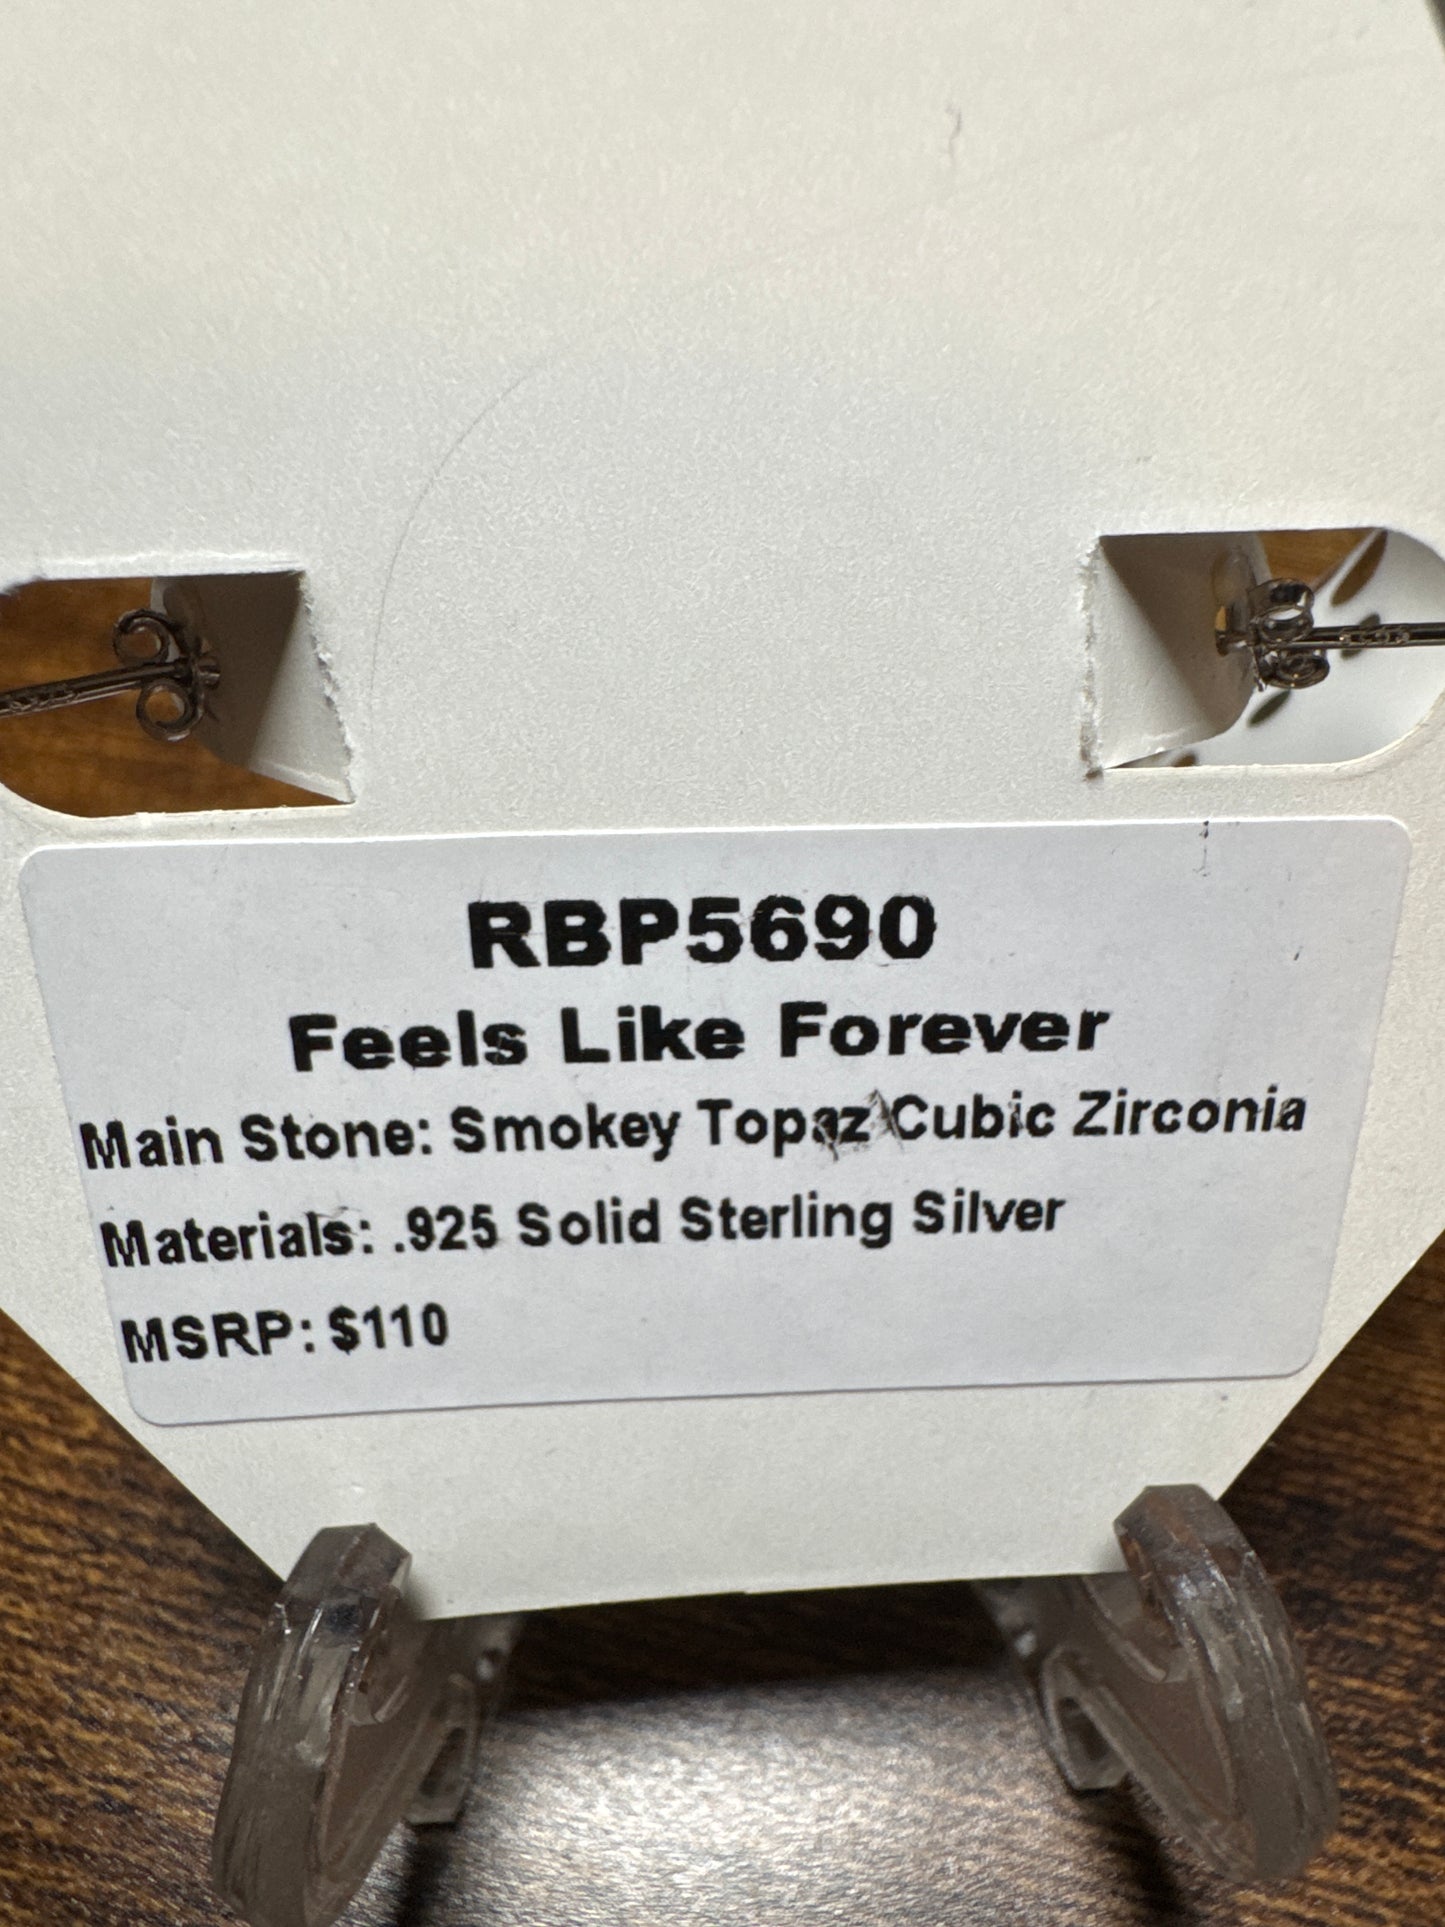 RBP5690
Feels Like Forever
Main Stone: Smokey Topaz Cubic Zirconia
Materials: .925 Solid Sterling Silver
MSRP: $110